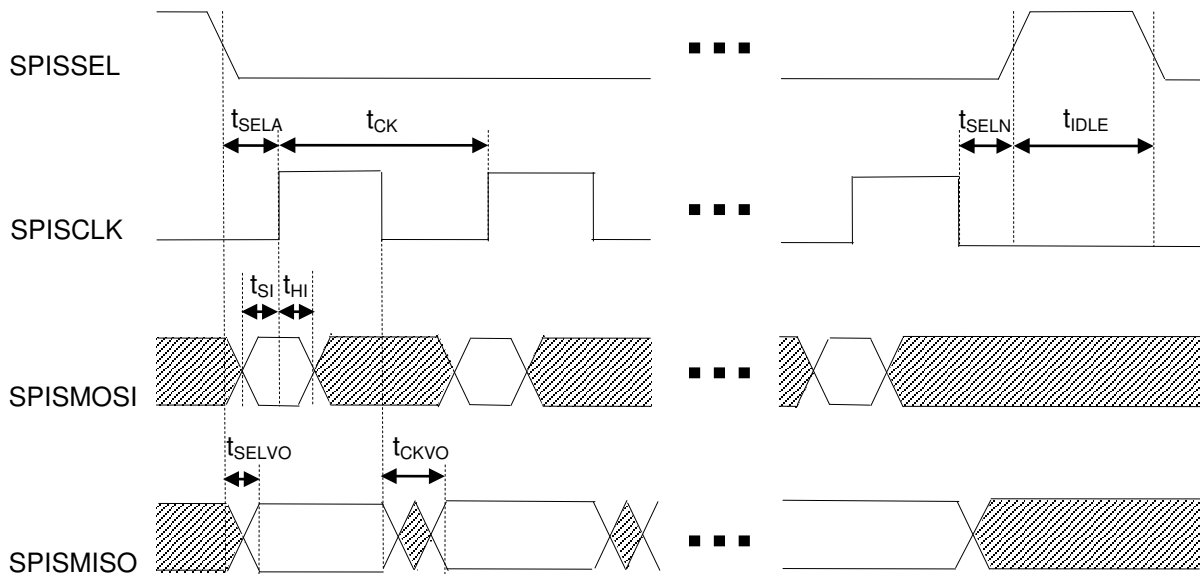 SPISSEL
tSELA
tCK
tSELN
tIDLE
SPISCLK
tSI
tHI
SPISMOSI
tSELVO
tCKVO
SPISMISO